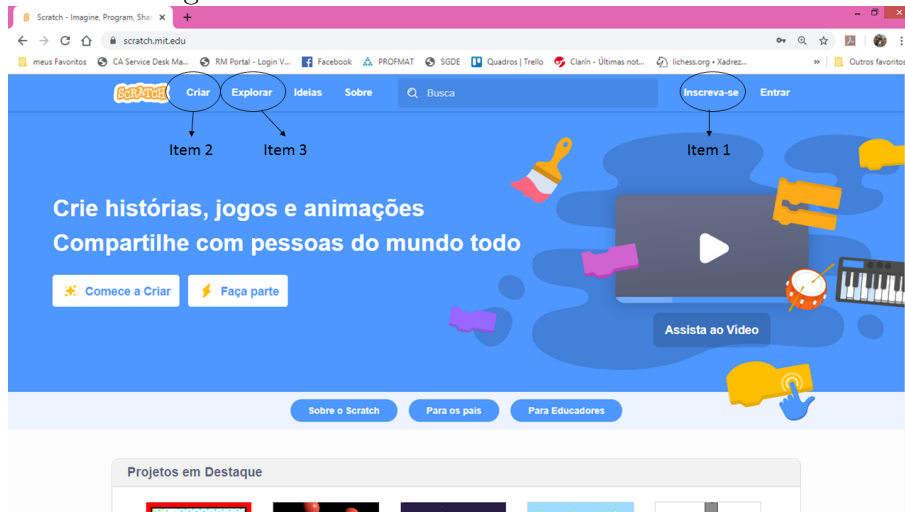 Scratch - Imagine, Program, Shar
scratch.mit.edu
meus Favoritos CA Service Desk Ma... RM Portal - Login V... Facebook PROFMAT SGDE Quadros | Trello Clarín - Últimas not... lichess.org • Xadrez... » Outros favoritos
SCRATCH Criar Explorar Ideias Sobre Busca Inscreva-se Entrar
Item 2 Item 3 Item 1
Crie histórias, jogos e animações
Compartilhe com pessoas do mundo todo
Comece a Criar Faça parte
Assista ao Vídeo
Sobre o Scratch Para os pais Para Educadores
Projetos em Destaque